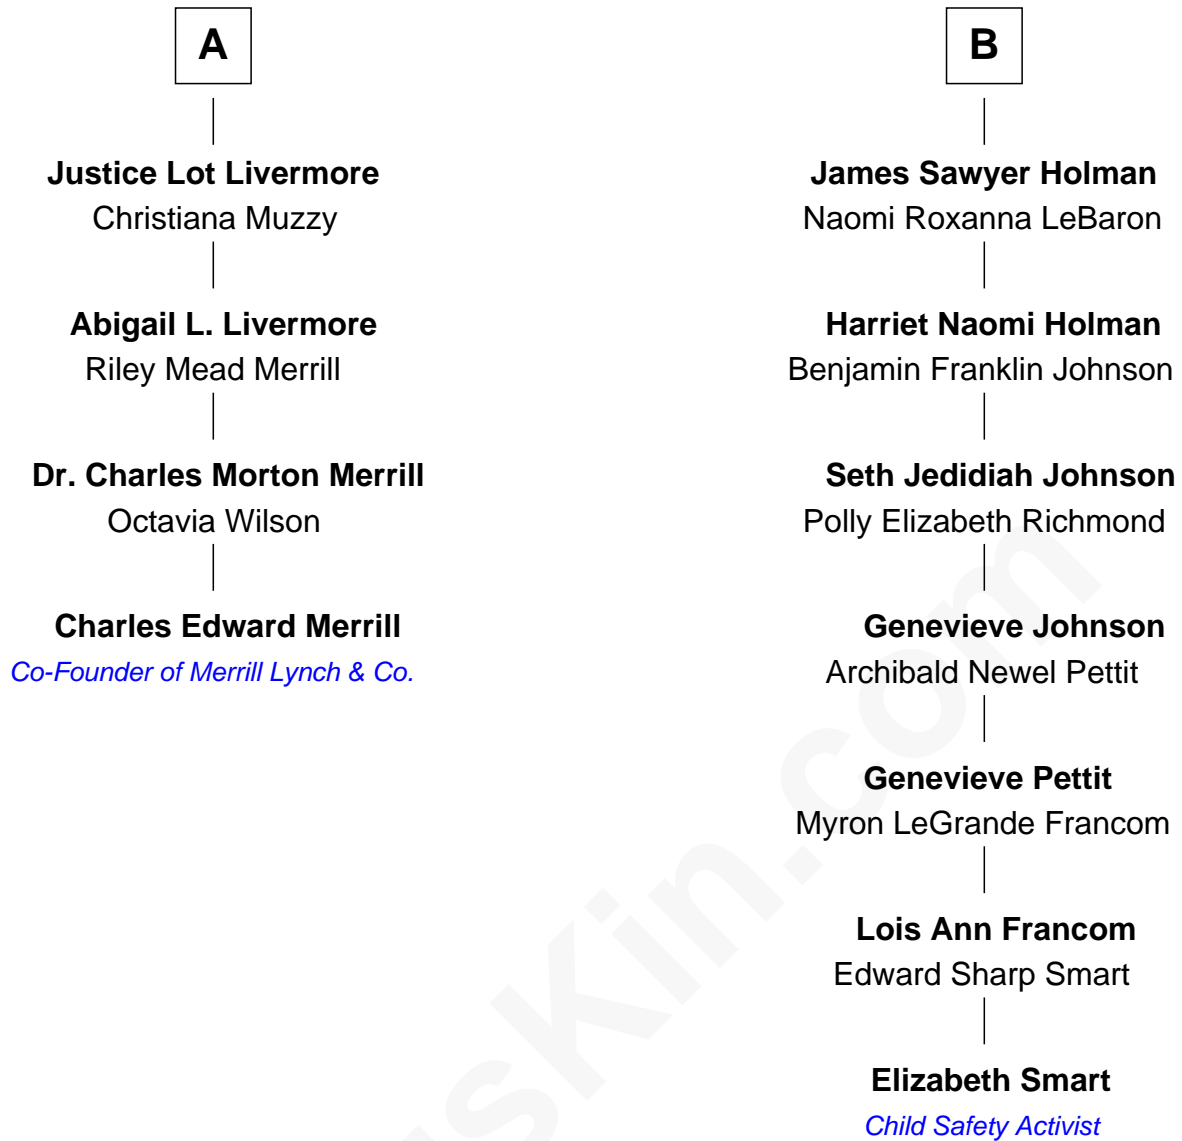 A
Justice Lot Livermore
Christiana Muzzy
Abigail L. Livermore
Riley Mead Merrill
Dr. Charles Morton Merrill
Octavia Wilson
Charles Edward Merrill
Co-Founder of Merrill Lynch & Co.
B
James Sawyer Holman
Naomi Roxanna LeBaron
Harriet Naomi Holman
Benjamin Franklin Johnson
Seth Jedidiah Johnson
Polly Elizabeth Richmond
Genevieve Johnson
Archibald Newel Pettit
Genevieve Pettit
Myron LeGrande Francom
Lois Ann Francom
Edward Sharp Smart
Elizabeth Smart
Child Safety Activist
sKin.com